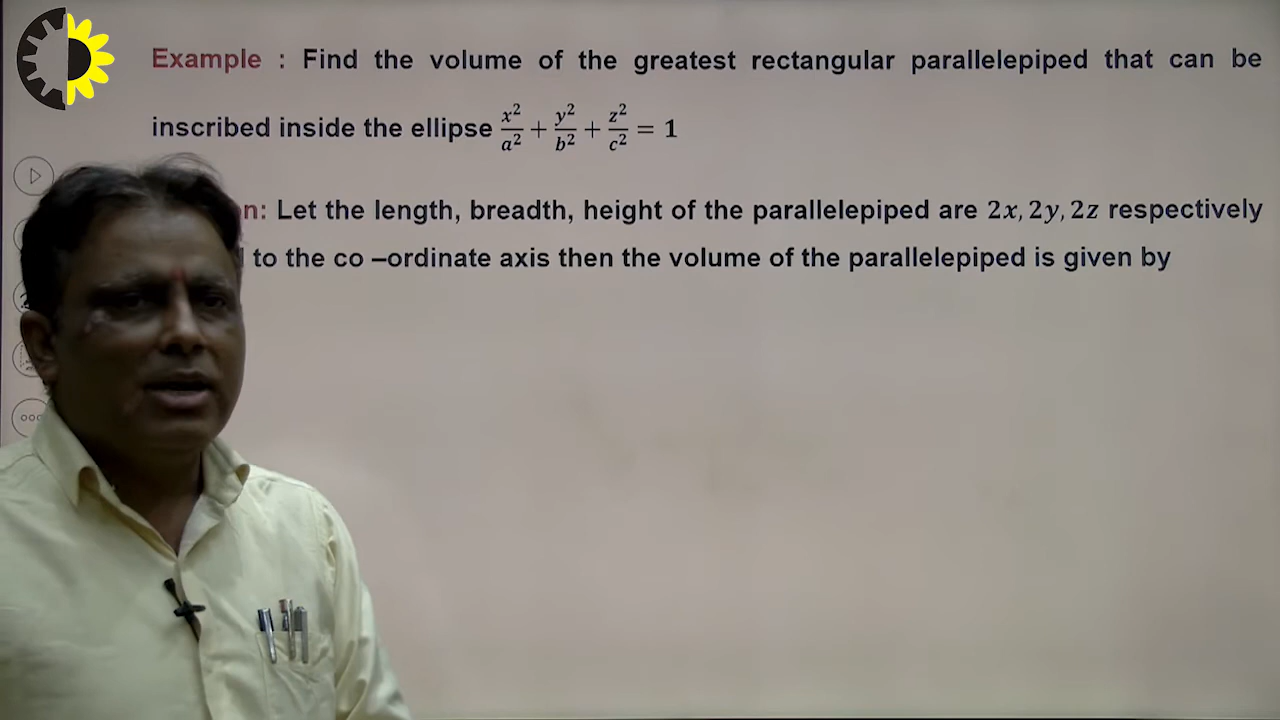 Example : Find the volume of the greatest rectangular parallelepiped that can be
inscribed inside the ellipse x²/a² + y²/b² + z²/c² = 1
n: Let the length, breadth, height of the parallelepiped are 2x, 2y, 2z respectively
to the co –ordinate axis then the volume of the parallelepiped is given by